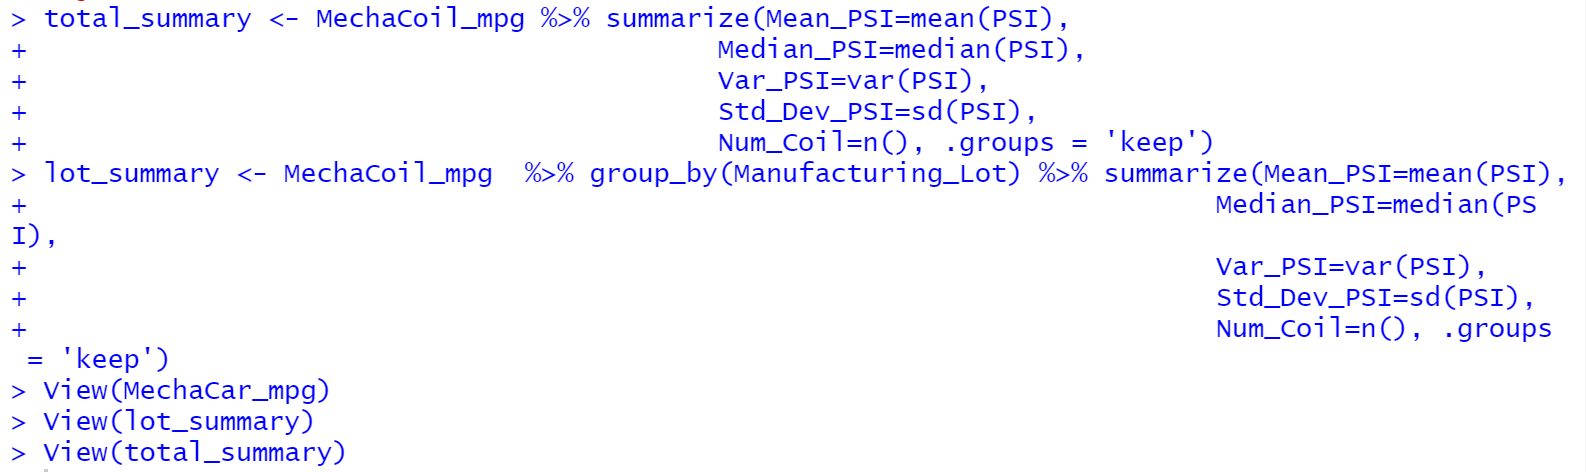 > total_summary <- MechaCoil_mpg %>% summarize(Mean_PSI=mean(PSI),
+                                            Median_PSI=median(PSI),
+                                            Var_PSI=var(PSI),
+                                            Std_Dev_PSI=sd(PSI),
+                                            Num_Coil=n(), .groups = 'keep')
> lot_summary <- MechaCoil_mpg  %>% group_by(Manufacturing_Lot) %>% summarize(Mean_PSI=mean(PSI),
+                                                                           Median_PSI=median(PS
I),
+                                                                           Var_PSI=var(PSI),
+                                                                           Std_Dev_PSI=sd(PSI),
+                                                                           Num_Coil=n(), .groups
 = 'keep')
> View(MechaCar_mpg)
> View(lot_summary)
> View(total_summary)